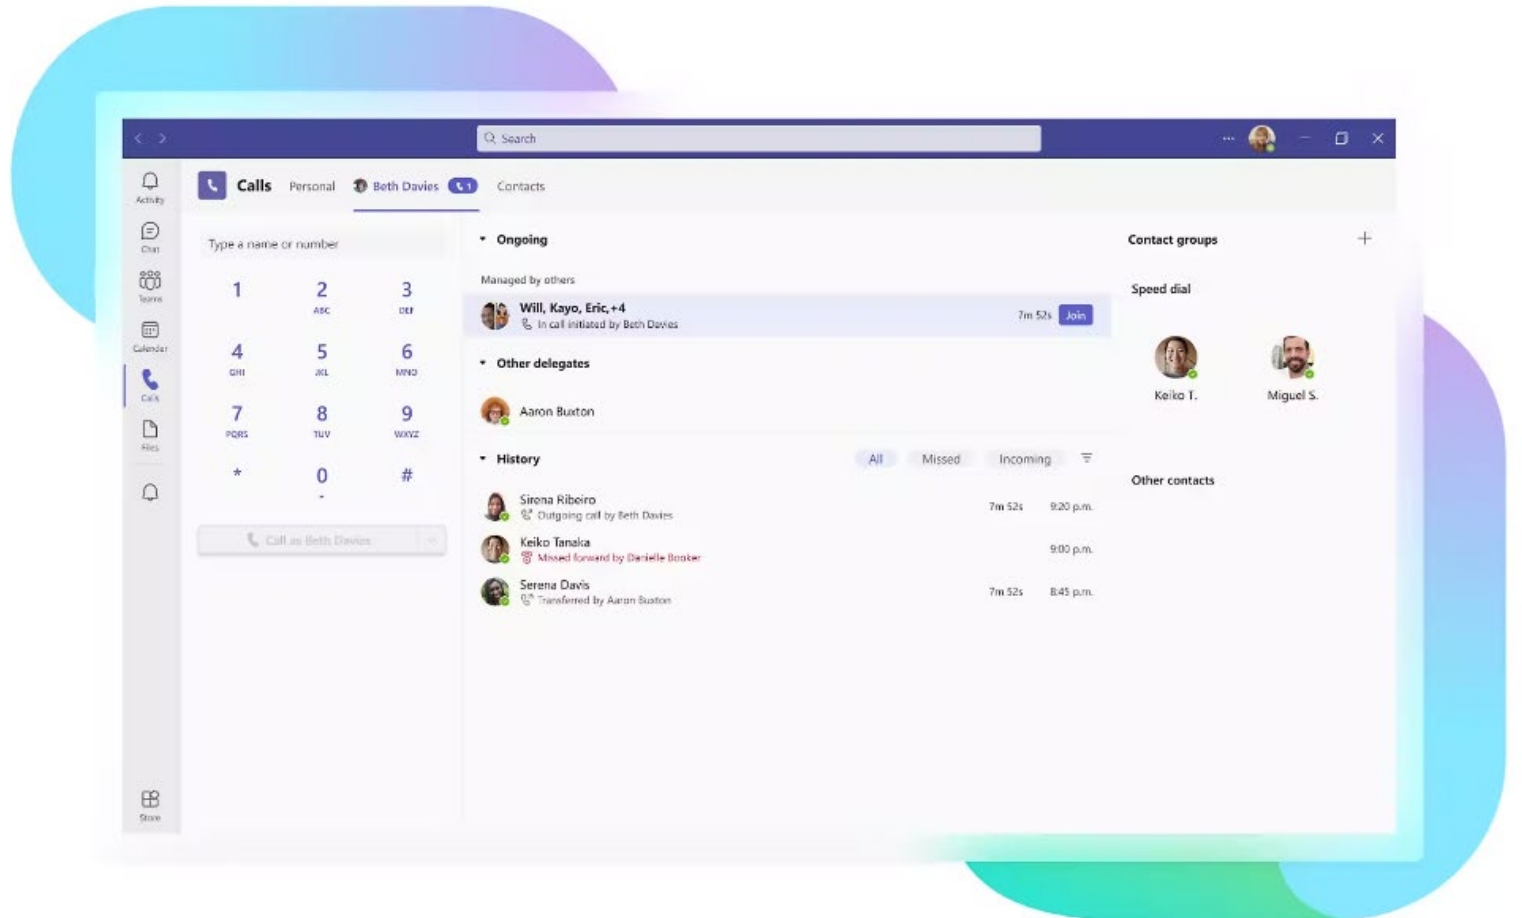 Search
Activity
Chat
Teams
Calendar
Calls
Files
Store
Calls Personal Beth Davies 1 Contacts
Type a name or number
1 2 3
ABC DEF
4 5 6
GHI JKL MNO
7 8 9
PQRS TUV WXYZ
* 0 #
Call as Beth Davies
Ongoing
Managed by others
Will, Kayo, Eric,+4
In call initiated by Beth Davies
7m 52s Join
Other delegates
Aaron Buxton
History All Missed Incoming
Sirena Ribeiro
Outgoing call by Beth Davies
7m 52s 9:20 p.m.
Keiko Tanaka
Missed forward by Danielle Booker
9:00 p.m.
Serena Davis
Transferred by Aaron Buxton
7m 52s 8:45 p.m.
Contact groups
Speed dial
Keiko T. Miguel S.
Other contacts